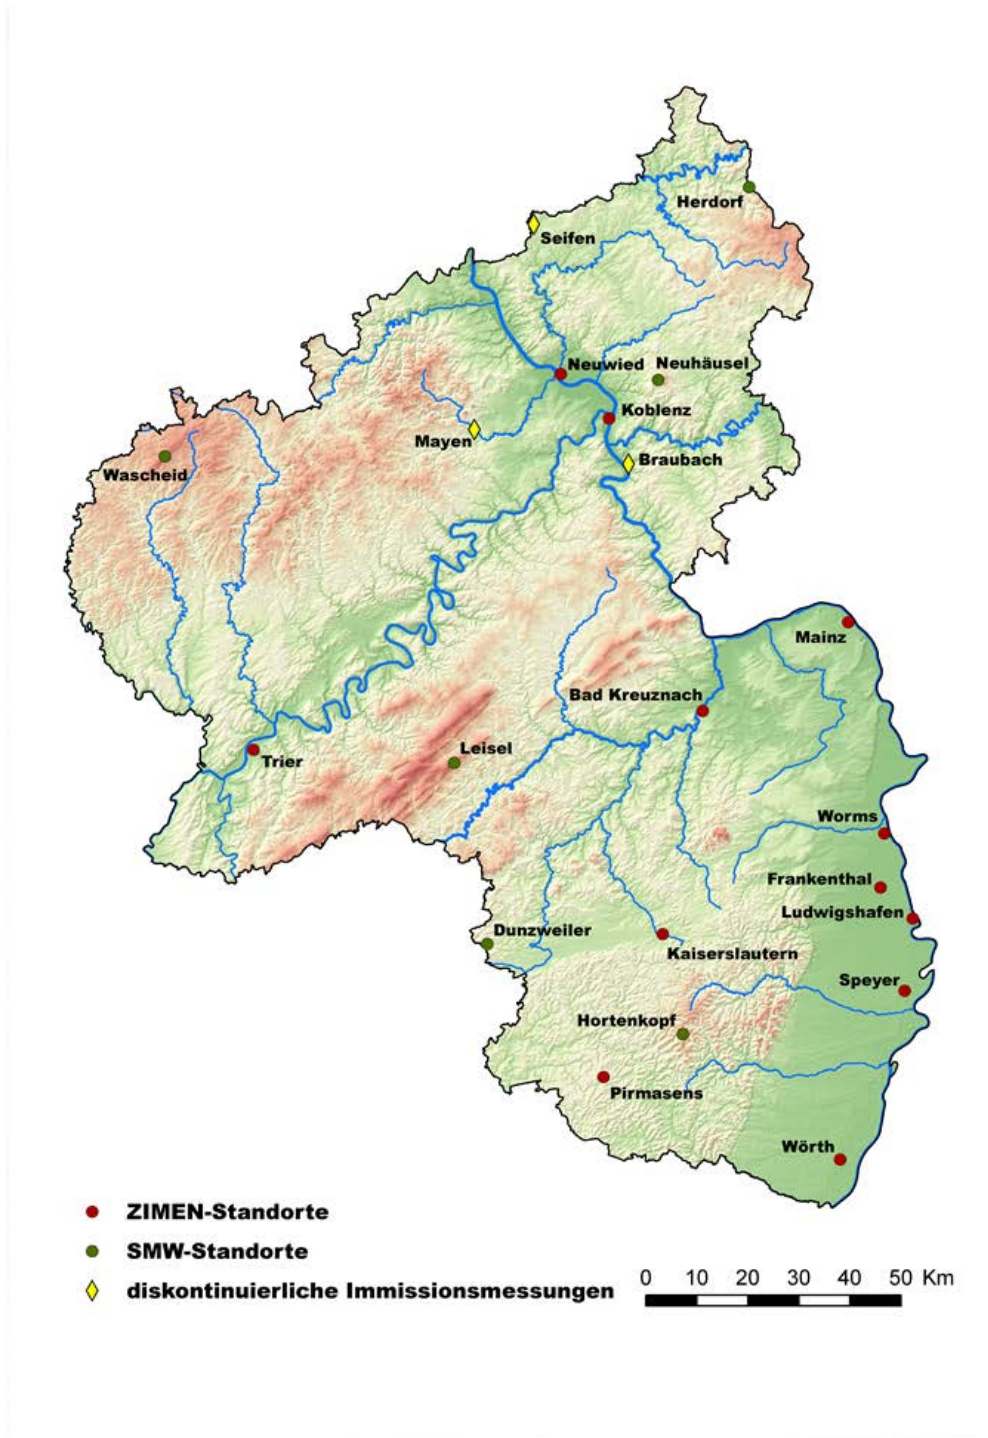 Herdorf
Seifen
Neuwied
Neuhäusel
Koblenz
Mayen
Braubach
Wascheid
Mainz
Bad Kreuznach
Leisel
Trier
Worms
Frankenthal
Ludwigshafen
Dunzweiler
Kaiserslautern
Speyer
Hortenkopf
Pirmasens
Wörth
ZIMEN-Standorte
SMW-Standorte
diskontinuierliche Immissionsmessungen
0 10 20 30 40 50 Km